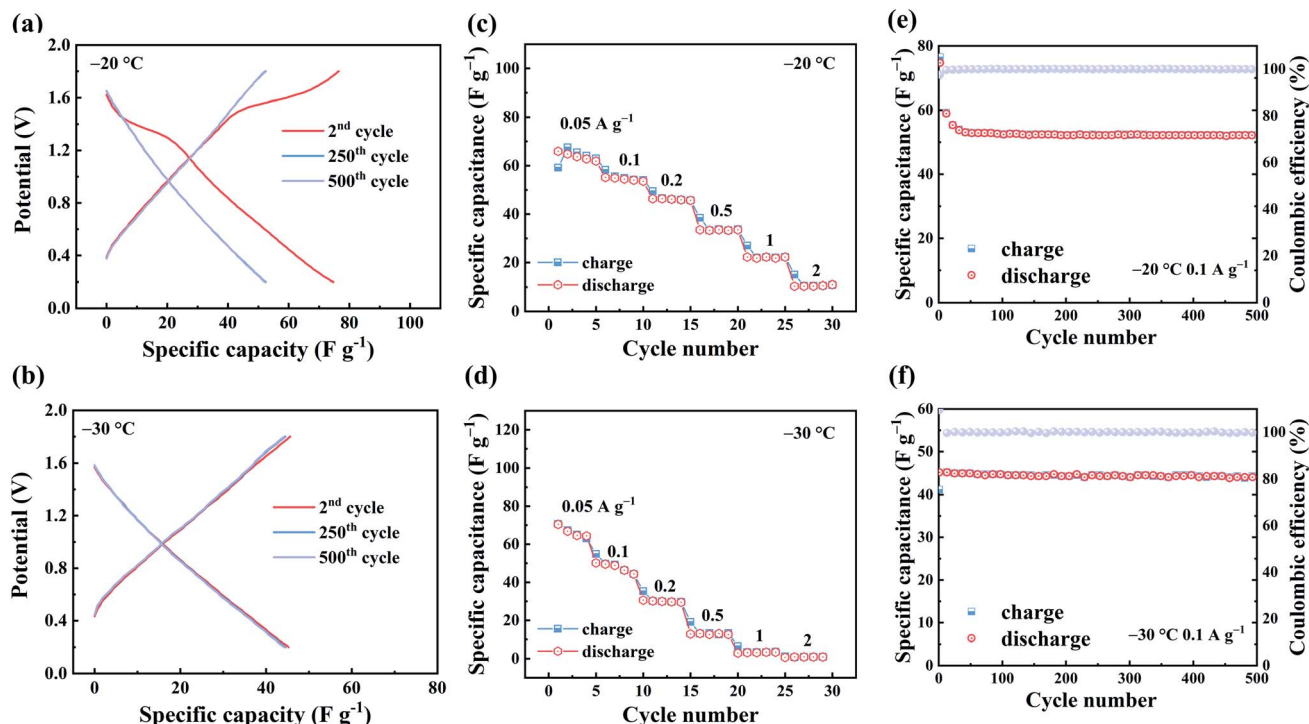 (a)
2.0
1.6
1.2
0.8
0.4
0.0
Potential (V)
–20 °C
2nd cycle
250th cycle
500th cycle
0 20 40 60 80 100
Specific capacity (F g-1)
(c)
100
80
60
40
20
0
Specific capacitance (F g–1)
–20 °C
0.05 A g–1
0.1
0.2
0.5
1
2
charge
discharge
0 5 10 15 20 25 30
Cycle number
(e)
80
60
40
20
0
Specific capacitance (F g–1)
charge
discharge
–20 °C 0.1 A g–1
100
80
60
40
20
0
Coulombic efficiency (%)
0 100 200 300 400 500
Cycle number
(b)
2.0
1.6
1.2
0.8
0.4
0.0
Potential (V)
–30 °C
2nd cycle
250th cycle
500th cycle
0 20 40 60 80
Specific capacity (F g-1)
(d)
120
100
80
60
40
20
0
Specific capacitance (F g–1)
–30 °C
0.05 A g–1
0.1
0.2
0.5
1
2
charge
discharge
0 5 10 15 20 25 30
Cycle number
(f)
60
50
40
30
20
10
0
Specific capacitance (F g–1)
charge
discharge
–30 °C 0.1 A g–1
100
80
60
40
20
0
Coulombic efficiency (%)
0 100 200 300 400 500
Cycle number